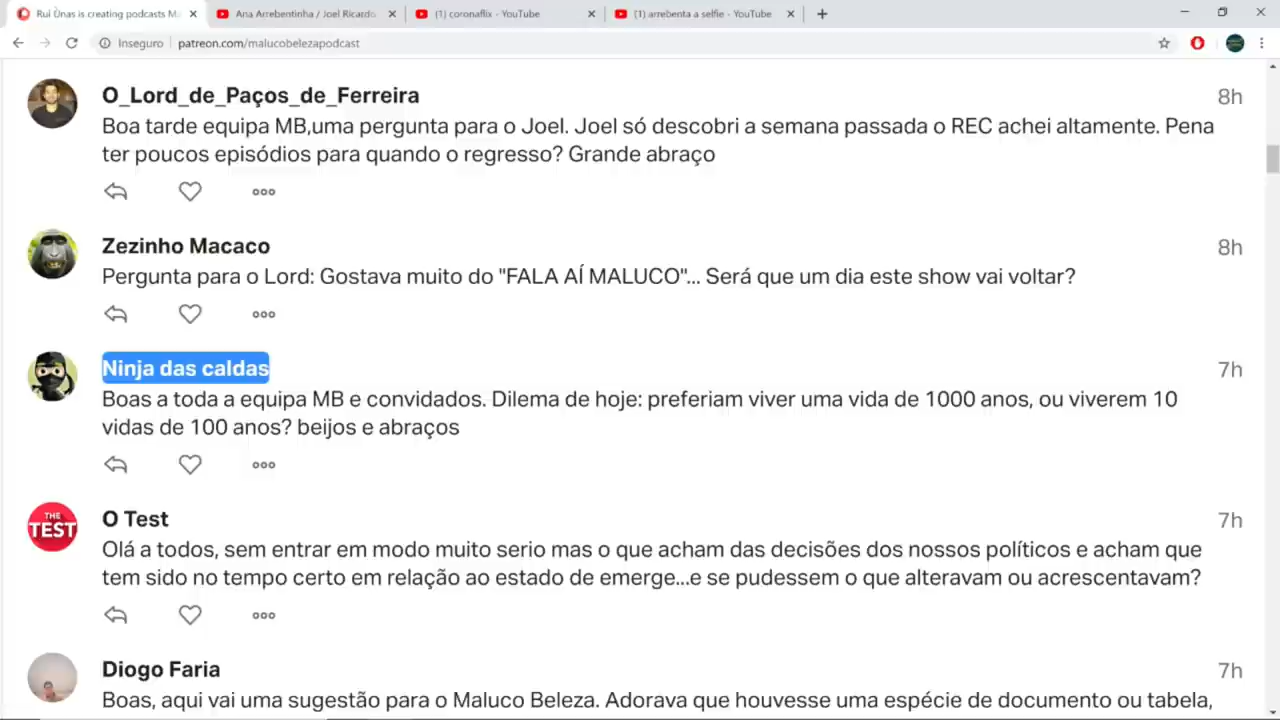 Rui Unas is creating podcasts Ma
Ana Arrebentinha / Joel Ricardo
(1) coronaflix - YouTube
(1) arrebenta a selfie - YouTube
Inseguro
patreon.com/malucobelezapodcast
O_Lord_de_Paços_de_Ferreira
8h
Boa tarde equipa MB,uma pergunta para o Joel. Joel só descobri a semana passada o REC achei altamente. Pena
ter poucos episódios para quando o regresso? Grande abraço
Zezinho Macaco
8h
Pergunta para o Lord: Gostava muito do "FALA AÍ MALUCO"... Será que um dia este show vai voltar?
Ninja das caldas
7h
Boas a toda a equipa MB e convidados. Dilema de hoje: preferiam viver uma vida de 1000 anos, ou viverem 10
vidas de 100 anos? beijos e abraços
THE
TEST
O Test
7h
Olá a todos, sem entrar em modo muito serio mas o que acham das decisões dos nossos políticos e acham que
tem sido no tempo certo em relação ao estado de emerge...e se pudessem o que alteravam ou acrescentavam?
Diogo Faria
7h
Boas, aqui vai uma sugestão para o Maluco Beleza. Adorava que houvesse uma espécie de documento ou tabela,